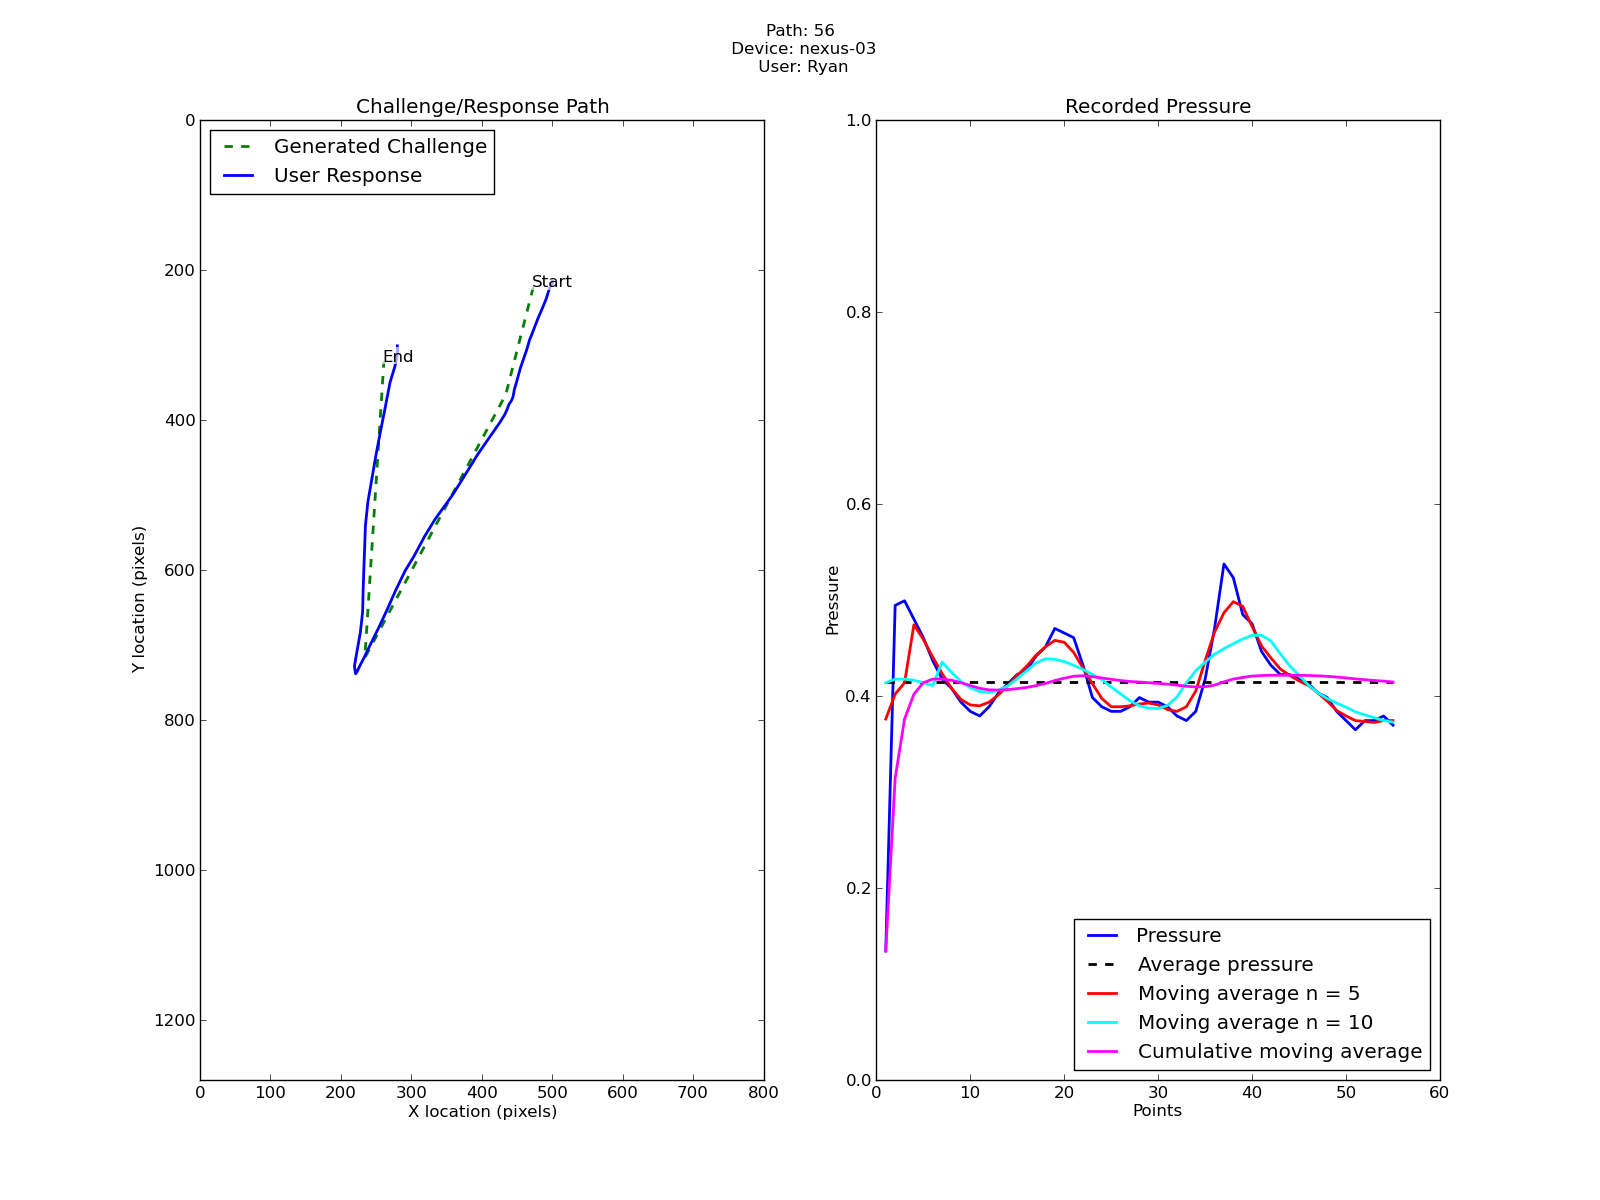 Path: 56
Device: nexus-03
User: Ryan
Challenge/Response Path
Generated Challenge
User Response
Start
End
0
200
400
600
800
1000
1200
Y location (pixels)
0 100 200 300 400 500 600 700 800
X location (pixels)
Recorded Pressure
1.0
0.8
0.6
0.4
0.2
0.0
Pressure
Pressure
Average pressure
Moving average n = 5
Moving average n = 10
Cumulative moving average
0 10 20 30 40 50 60
Points